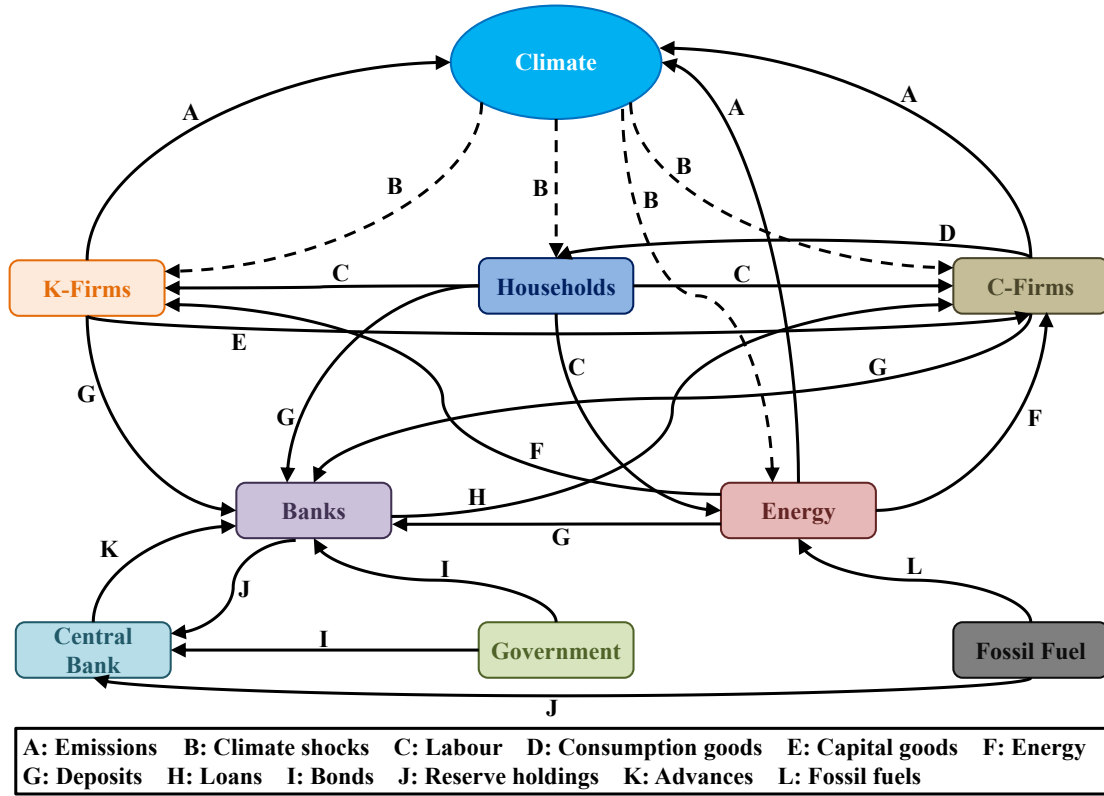 Climate
A
A
A
B
B
B
B
D
K-Firms
C
Households
C
C-Firms
E
C
G
G
G
F
F
Banks
H
Energy
G
K
J
I
L
Central
Bank
I
Government
Fossil Fuel
J
A: Emissions B: Climate shocks C: Labour D: Consumption goods E: Capital goods F: Energy
G: Deposits H: Loans I: Bonds J: Reserve holdings K: Advances L: Fossil fuels